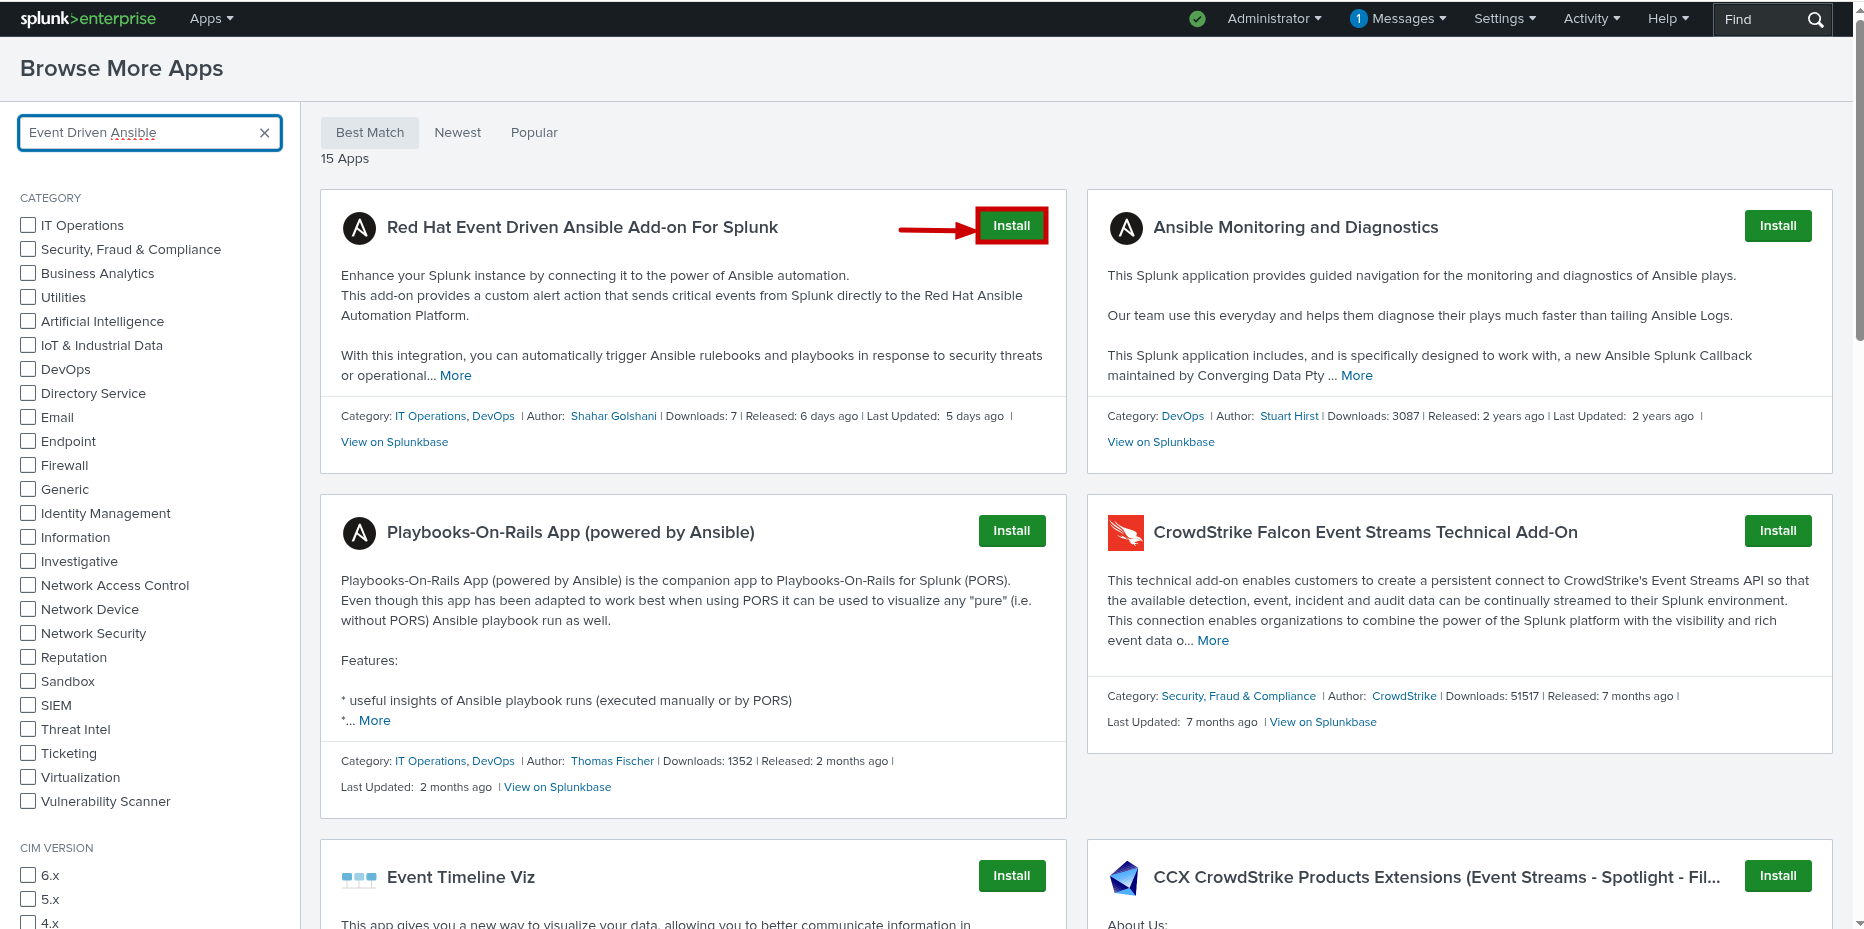 splunk>enterprise Apps Administrator 1 Messages Settings Activity Help Find
Browse More Apps
Event Driven Ansible
CATEGORY
IT Operations
Security, Fraud & Compliance
Business Analytics
Utilities
Artificial Intelligence
IoT & Industrial Data
DevOps
Directory Service
Email
Endpoint
Firewall
Generic
Identity Management
Information
Investigative
Network Access Control
Network Device
Network Security
Reputation
Sandbox
SIEM
Threat Intel
Ticketing
Virtualization
Vulnerability Scanner
CIM VERSION
6.x
5.x
4.x
Best Match Newest Popular
15 Apps
Red Hat Event Driven Ansible Add-on For Splunk Install
Enhance your Splunk instance by connecting it to the power of Ansible automation.
This add-on provides a custom alert action that sends critical events from Splunk directly to the Red Hat Ansible
Automation Platform.
With this integration, you can automatically trigger Ansible rulebooks and playbooks in response to security threats
or operational... More
Category: IT Operations, DevOps | Author: Shahar Golshani | Downloads: 7 | Released: 6 days ago | Last Updated: 5 days ago |
View on Splunkbase
Ansible Monitoring and Diagnostics Install
This Splunk application provides guided navigation for the monitoring and diagnostics of Ansible plays.
Our team use this everyday and helps them diagnose their plays much faster than tailing Ansible Logs.
This Splunk application includes, and is specifically designed to work with, a new Ansible Splunk Callback
maintained by Converging Data Pty ... More
Category: DevOps | Author: Stuart Hirst | Downloads: 3087 | Released: 2 years ago | Last Updated: 2 years ago |
View on Splunkbase
Playbooks-On-Rails App (powered by Ansible) Install
Playbooks-On-Rails App (powered by Ansible) is the companion app to Playbooks-On-Rails for Splunk (PORS).
Even though this app has been adapted to work best when using PORS it can be used to visualize any "pure" (i.e.
without PORS) Ansible playbook run as well.
Features:
* useful insights of Ansible playbook runs (executed manually or by PORS)
*... More
Category: IT Operations, DevOps | Author: Thomas Fischer | Downloads: 1352 | Released: 2 months ago |
Last Updated: 2 months ago | View on Splunkbase
CrowdStrike Falcon Event Streams Technical Add-On Install
This technical add-on enables customers to create a persistent connect to CrowdStrike's Event Streams API so that
the available detection, event, incident and audit data can be continually streamed to their Splunk environment.
This connection enables organizations to combine the power of the Splunk platform with the visibility and rich
event data o... More
Category: Security, Fraud & Compliance | Author: CrowdStrike | Downloads: 51517 | Released: 7 months ago |
Last Updated: 7 months ago | View on Splunkbase
Event Timeline Viz Install
This app gives you a new way to visualize your data, allowing you to better communicate information in
CCX CrowdStrike Products Extensions (Event Streams - Spotlight - Fil... Install
About Us: